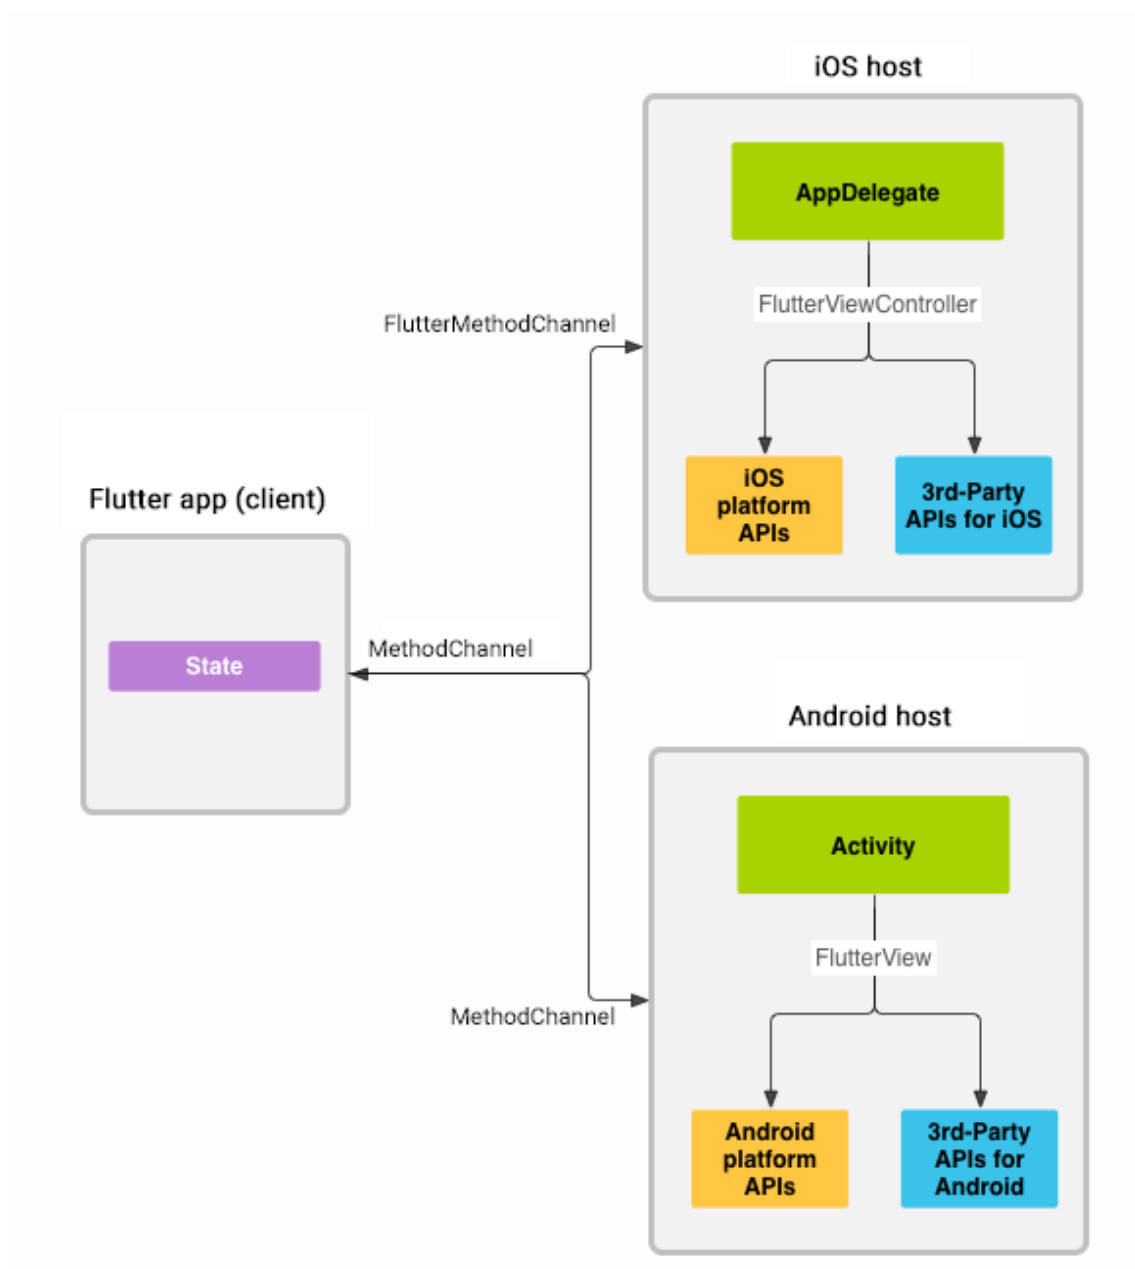 iOS host
AppDelegate
FlutterViewController
FlutterMethodChannel
iOS
platform
APIs
3rd-Party
APIs for iOS
Flutter app (client)
State
MethodChannel
Android host
Activity
FlutterView
MethodChannel
Android
platform
APIs
3rd-Party
APIs for
Android